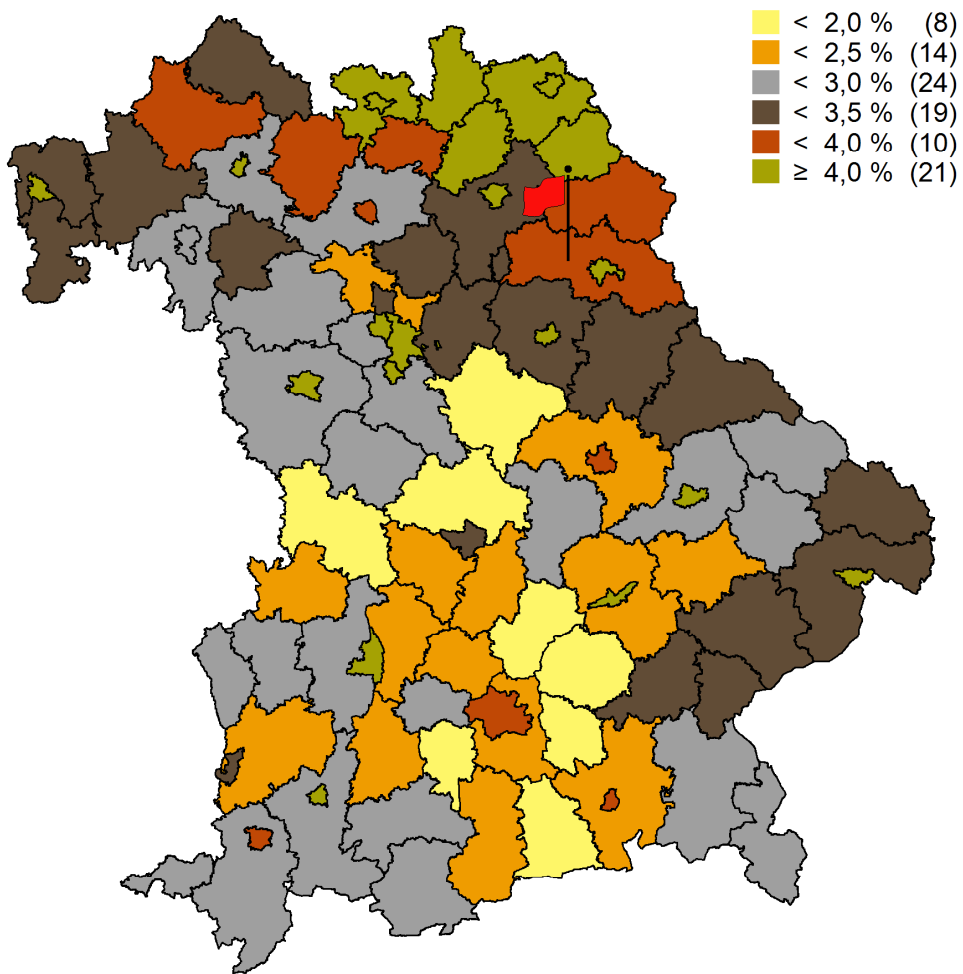 < 2,0 % (8)
< 2,5 % (14)
< 3,0 % (24)
< 3,5 % (19)
< 4,0 % (10)
≥ 4,0 % (21)